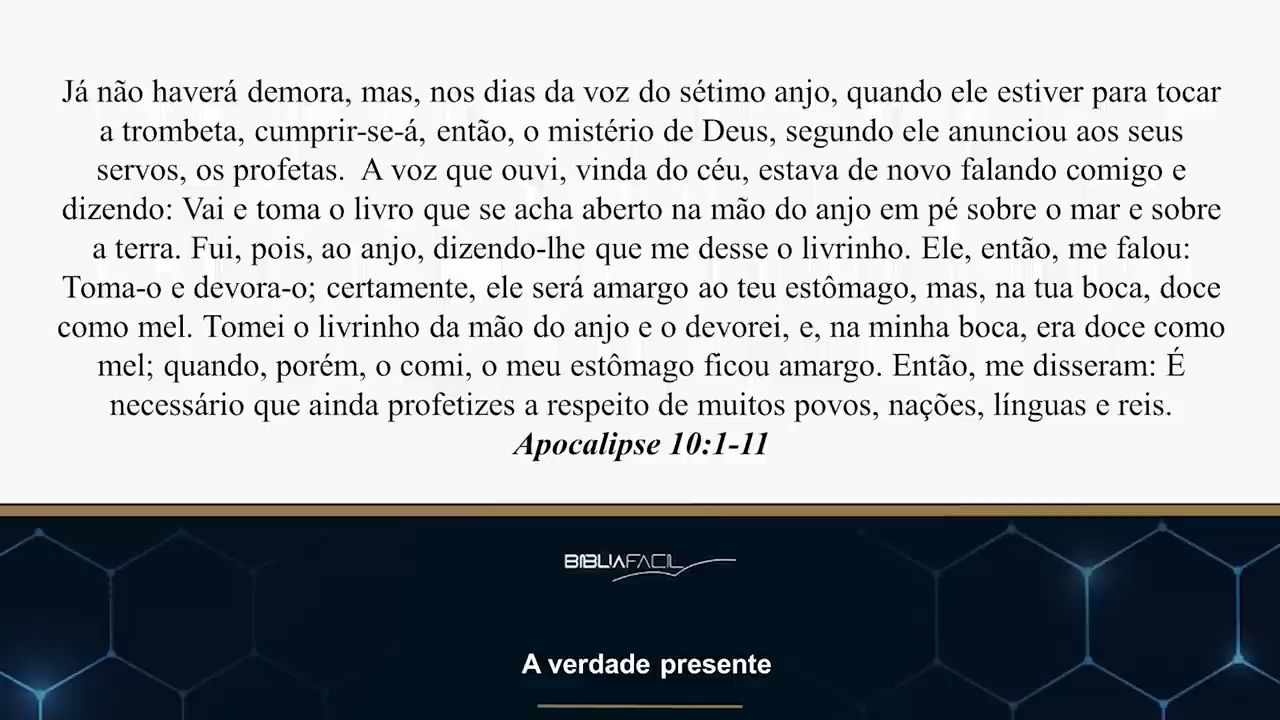 Já não haverá demora, mas, nos dias da voz do sétimo anjo, quando ele estiver para tocar
a trombeta, cumprir-se-á, então, o mistério de Deus, segundo ele anunciou aos seus
servos, os profetas.  A voz que ouvi, vinda do céu, estava de novo falando comigo e
dizendo: Vai e toma o livro que se acha aberto na mão do anjo em pé sobre o mar e sobre
a terra. Fui, pois, ao anjo, dizendo-lhe que me desse o livrinho. Ele, então, me falou:
Toma-o e devora-o; certamente, ele será amargo ao teu estômago, mas, na tua boca, doce
como mel. Tomei o livrinho da mão do anjo e o devorei, e, na minha boca, era doce como
mel; quando, porém, o comi, o meu estômago ficou amargo. Então, me disseram: É
necessário que ainda profetizes a respeito de muitos povos, nações, línguas e reis.
Apocalipse 10:1-11
BIBLIAFACIL
A verdade presente